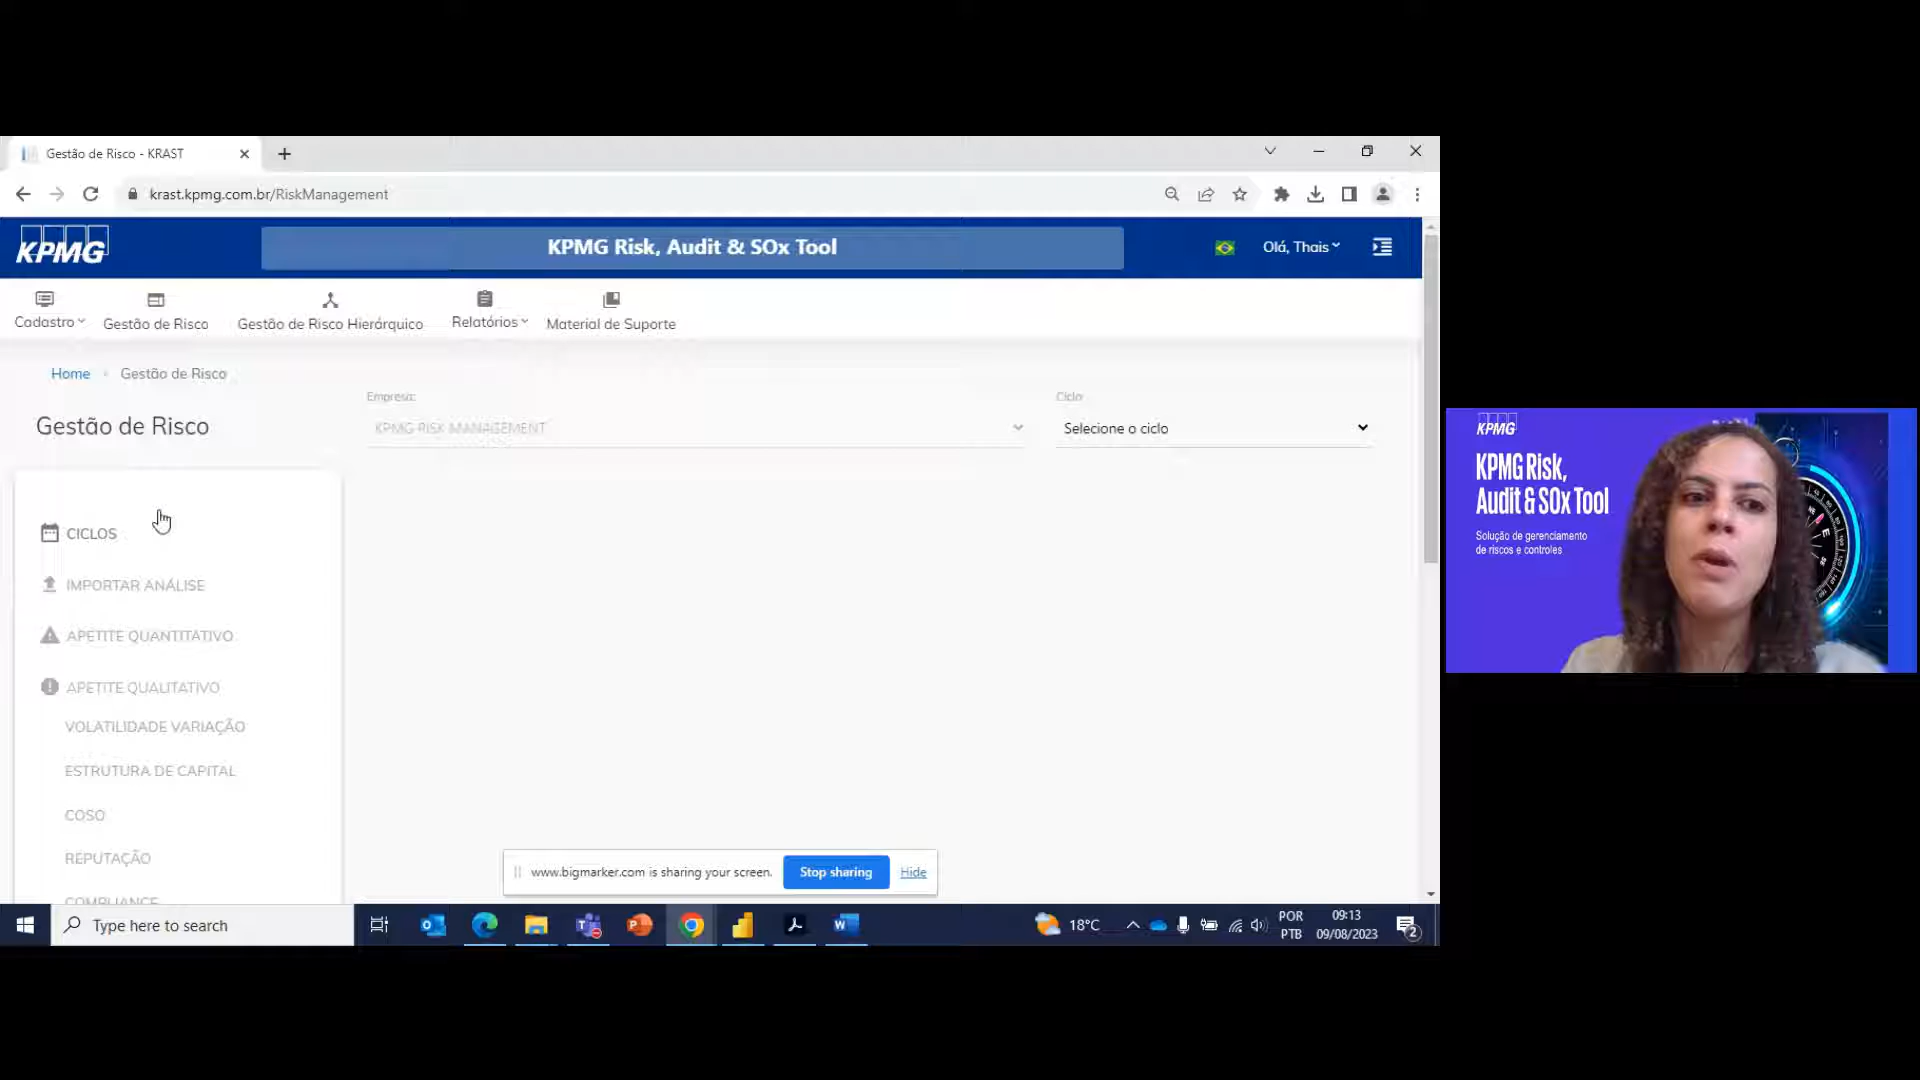 Gestão de Risco - KRAST
krast.kpmg.com.br/RiskManagement
KPMG
KPMG Risk, Audit & SOx Tool
Olá, Thais
Cadastro
Gestão de Risco
Gestão de Risco Hierárquico
Relatórios
Material de Suporte
Home
Gestão de Risco
Gestão de Risco
Empresa:
KPMG RISK MANAGEMENT
Ciclo
Selecione o ciclo
CICLOS
IMPORTAR ANÁLISE
APETITE QUANTITATIVO
APETITE QUALITATIVO
VOLATILIDADE VARIAÇÃO
ESTRUTURA DE CAPITAL
COSO
REPUTAÇÃO
COMPLIANCE
www.bigmarker.com is sharing your screen.
Stop sharing
Hide
Type here to search
18°C
POR
PTB
09:13
09/08/2023
2
KPMG
KPMG Risk,
Audit & SOx Tool
Solução de gerenciamento
de riscos e controles